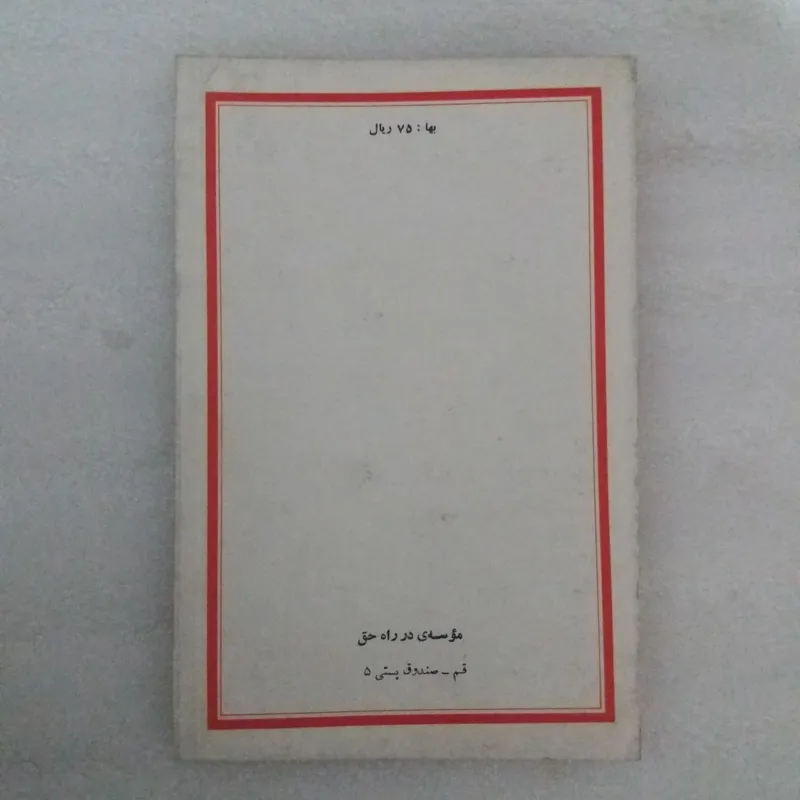 بها : ۷۵ ریال
مؤسسه‌ی در راه حق
قم ـ صندوق پستی ۵